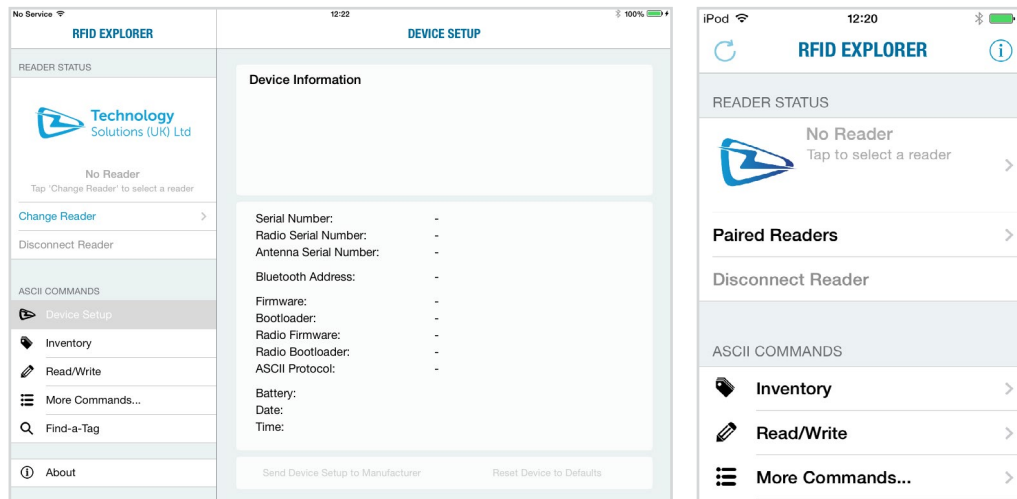 No Service 12:22 100%
RFID EXPLORER
DEVICE SETUP
READER STATUS
Technology
Solutions (UK) Ltd
No Reader
Tap 'Change Reader' to select a reader
Change Reader
Disconnect Reader
ASCII COMMANDS
Device Setup
Inventory
Read/Write
More Commands...
Find-a-Tag
About
Device Information
Serial Number: -
Radio Serial Number: -
Antenna Serial Number: -
Bluetooth Address: -
Firmware: -
Bootloader: -
Radio Firmware: -
Radio Bootloader: -
ASCII Protocol: -
Battery:
Date:
Time:
Send Device Setup to Manufacturer
Reset Device to Defaults
iPod 12:20
RFID EXPLORER
READER STATUS
No Reader
Tap to select a reader
Paired Readers
Disconnect Reader
ASCII COMMANDS
Inventory
Read/Write
More Commands...